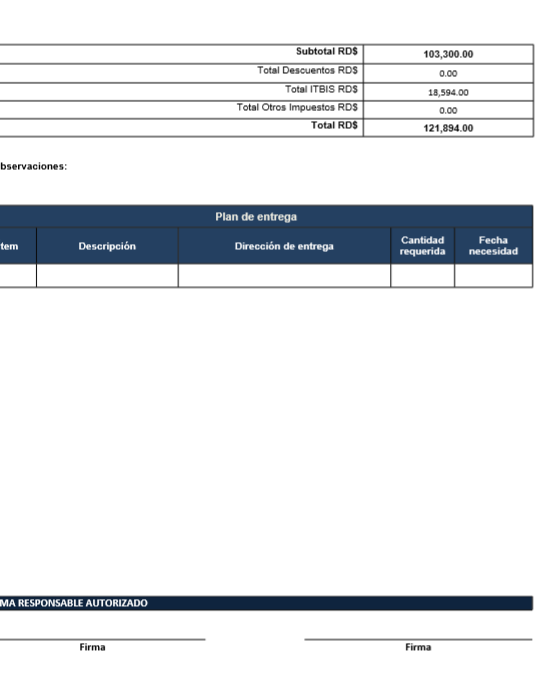 Subtotal RD$ 103,300.00
Total Descuentos RD$ 0.00
Total ITBIS RD$ 18,594.00
Total Otros Impuestos RD$ 0.00
Total RD$ 121,894.00
bservaciones:
Plan de entrega
tem Descripción Dirección de entrega Cantidad requerida Fecha necesidad
MA RESPONSABLE AUTORIZADO
Firma Firma